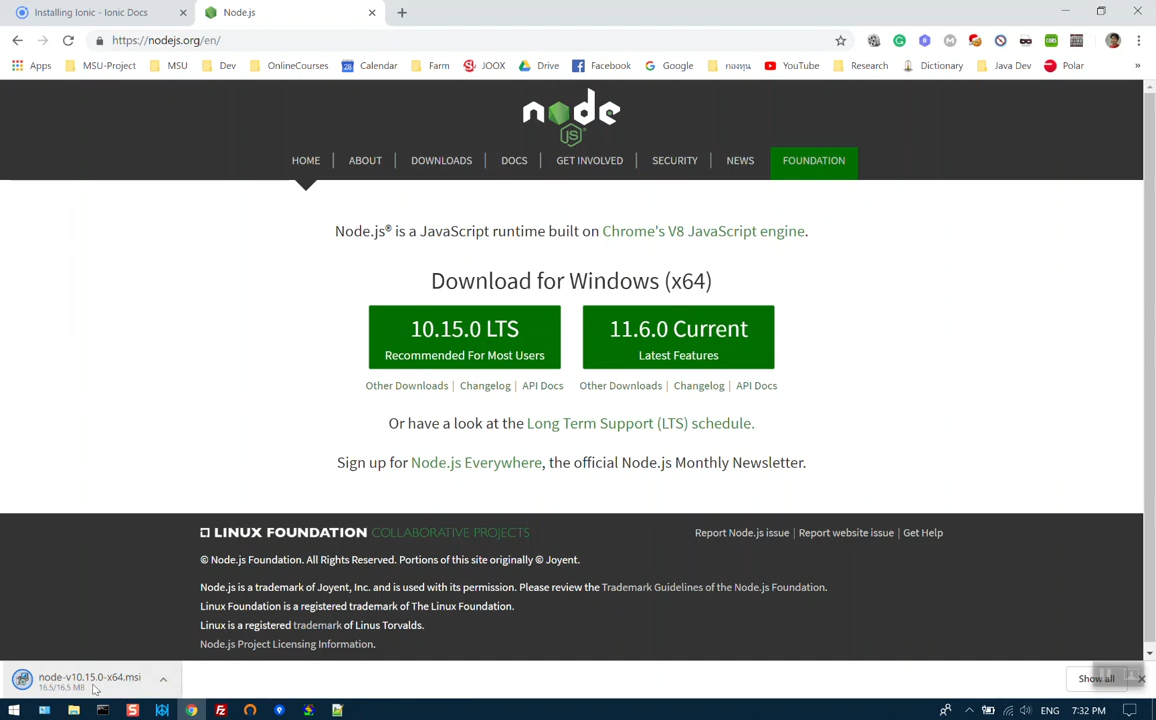 Installing Ionic - Ionic Docs
Node.js
https://nodejs.org/en/
Apps MSU-Project MSU Dev OnlineCourses 28 Calendar Farm JOOX Drive Facebook Google กองทุน YouTube Research Dictionary Java Dev Polar »
node
JS
HOME ABOUT DOWNLOADS DOCS GET INVOLVED SECURITY NEWS FOUNDATION
Node.js® is a JavaScript runtime built on Chrome's V8 JavaScript engine.
Download for Windows (x64)
10.15.0 LTS
Recommended For Most Users
11.6.0 Current
Latest Features
Other Downloads | Changelog | API Docs
Other Downloads | Changelog | API Docs
Or have a look at the Long Term Support (LTS) schedule.
Sign up for Node.js Everywhere, the official Node.js Monthly Newsletter.
LINUX FOUNDATION COLLABORATIVE PROJECTS
Report Node.js issue | Report website issue | Get Help
© Node.js Foundation. All Rights Reserved. Portions of this site originally © Joyent.
Node.js is a trademark of Joyent, Inc. and is used with its permission. Please review the Trademark Guidelines of the Node.js Foundation.
Linux Foundation is a registered trademark of The Linux Foundation.
Linux is a registered trademark of Linus Torvalds.
Node.js Project Licensing Information.
node-v10.15.0-x64.msi
16.5/16.5 MB
Show all
ENG 7:32 PM